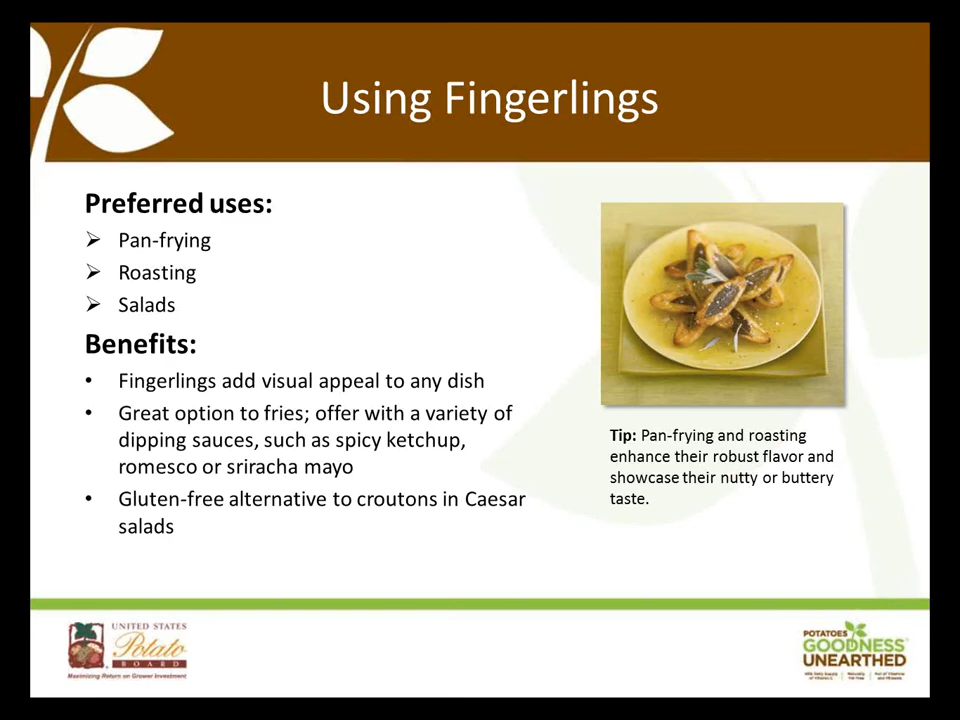 Using Fingerlings
Preferred uses:
➢ Pan-frying
➢ Roasting
➢ Salads
Benefits:
• Fingerlings add visual appeal to any dish
• Great option to fries; offer with a variety of
dipping sauces, such as spicy ketchup,
romesco or sriracha mayo
• Gluten-free alternative to croutons in Caesar
salads
Tip: Pan-frying and roasting
enhance their robust flavor and
showcase their nutty or buttery
taste.
UNITED STATES
Potato
BOARD
Maximizing Return on Grower Investment
POTATOES
GOODNESS
UNEARTHED